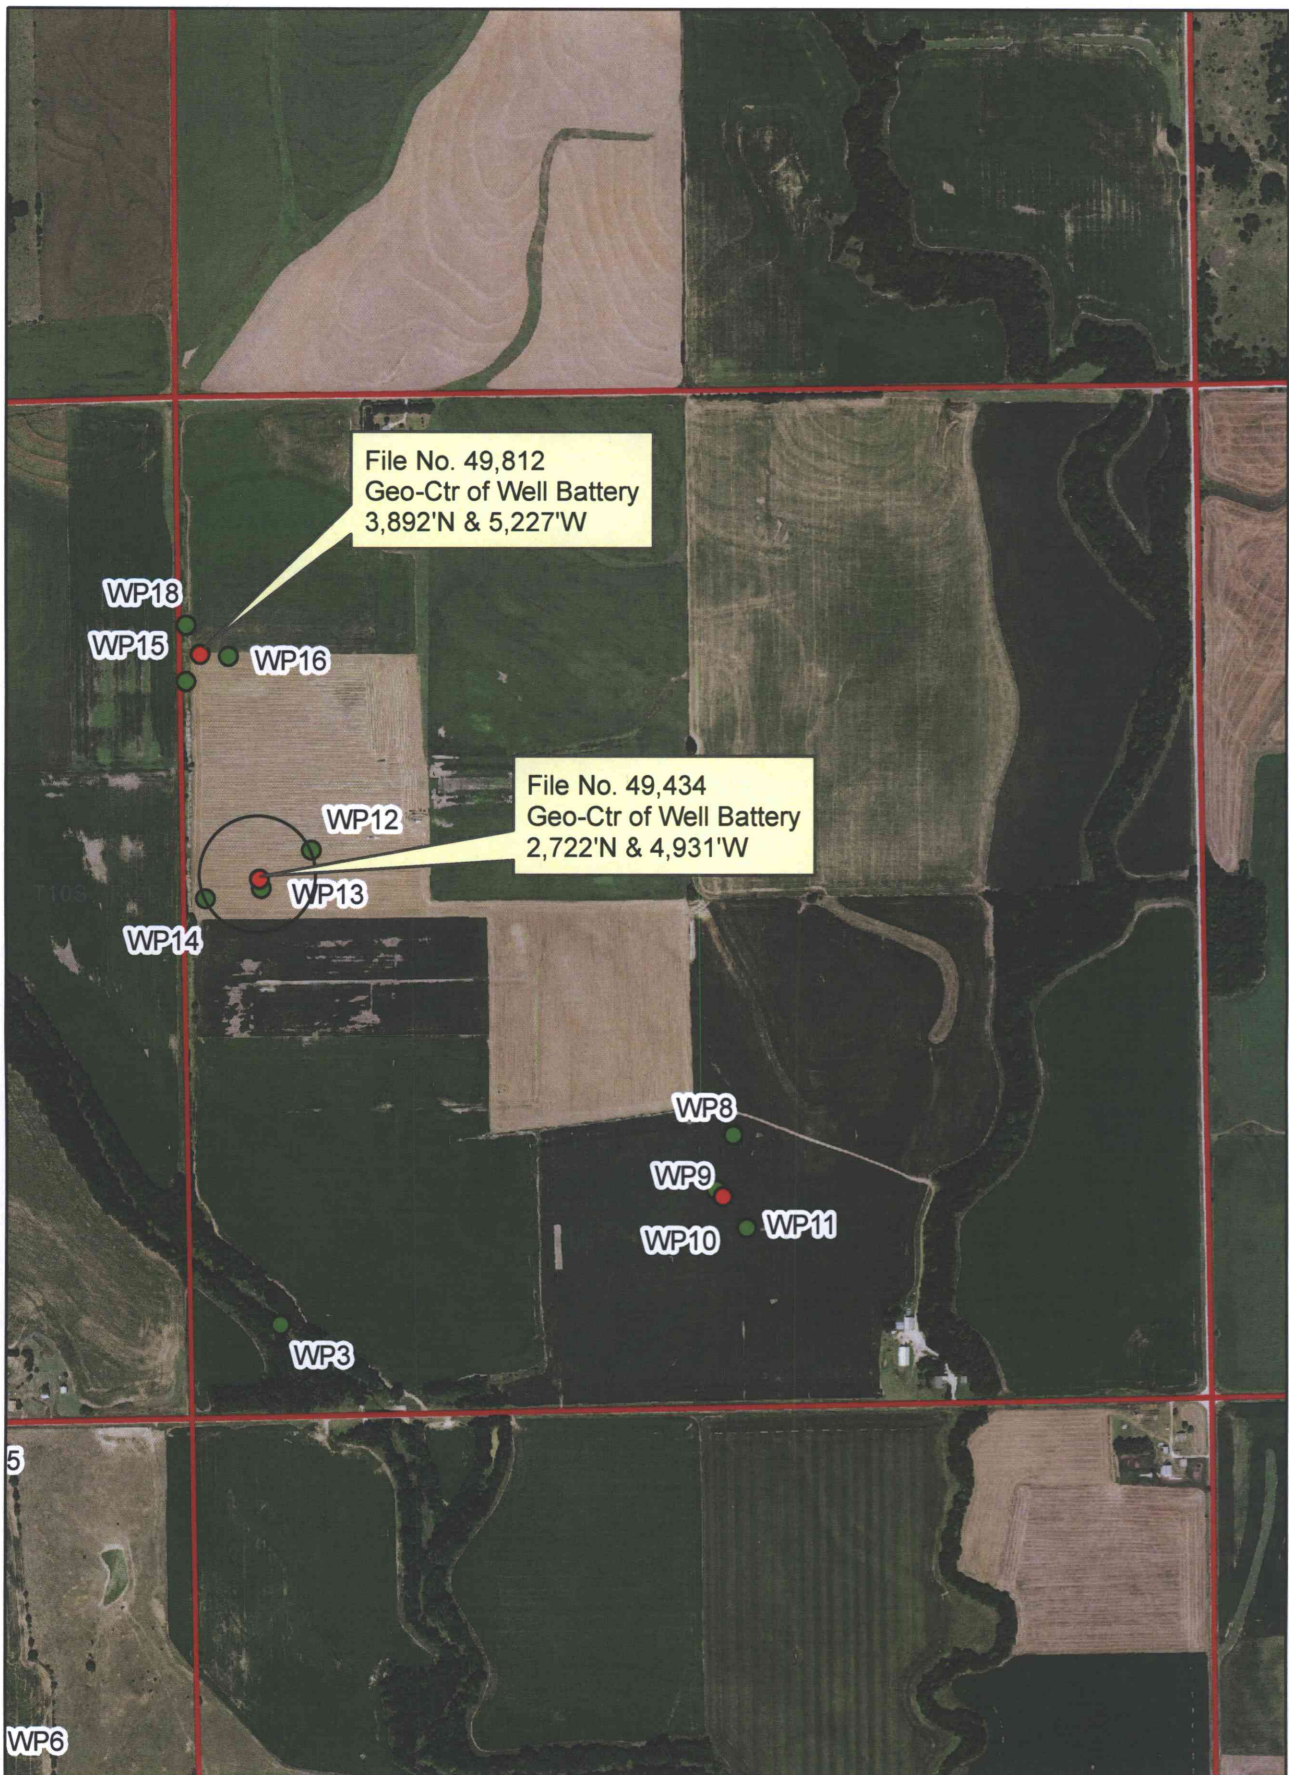 File No. 49,812
Geo-Ctr of Well Battery
3,892'N & 5,227'W
WP18
WP15
WP16
File No. 49,434
Geo-Ctr of Well Battery
2,722'N & 4,931'W
WP12
WP13
WP14
WP8
WP9
WP10
WP11
WP3
5
WP6